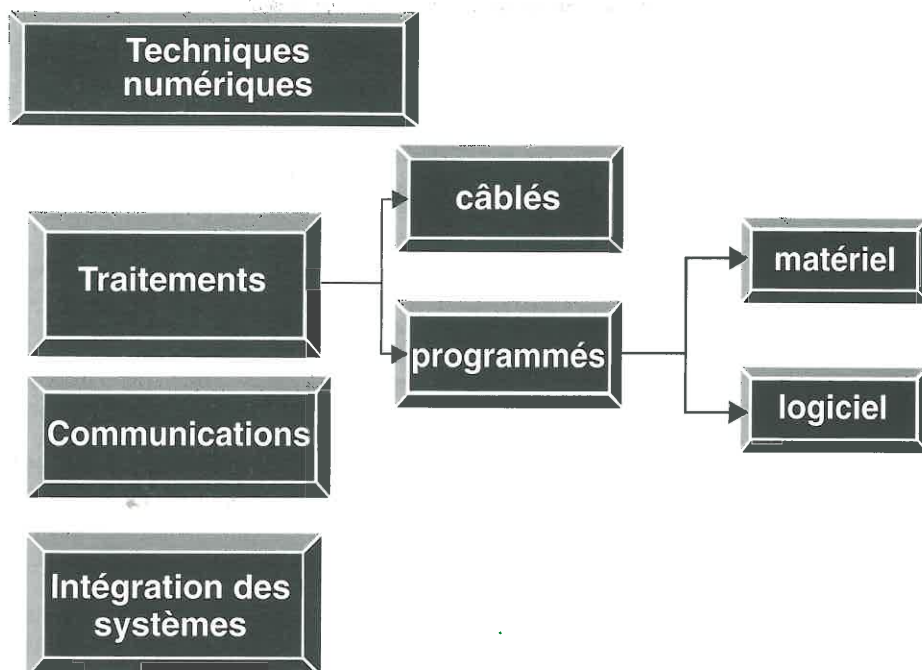 Techniques
numériques
câblés
Traitements
matériel
programmés
logiciel
Communications
Intégration des
systèmes